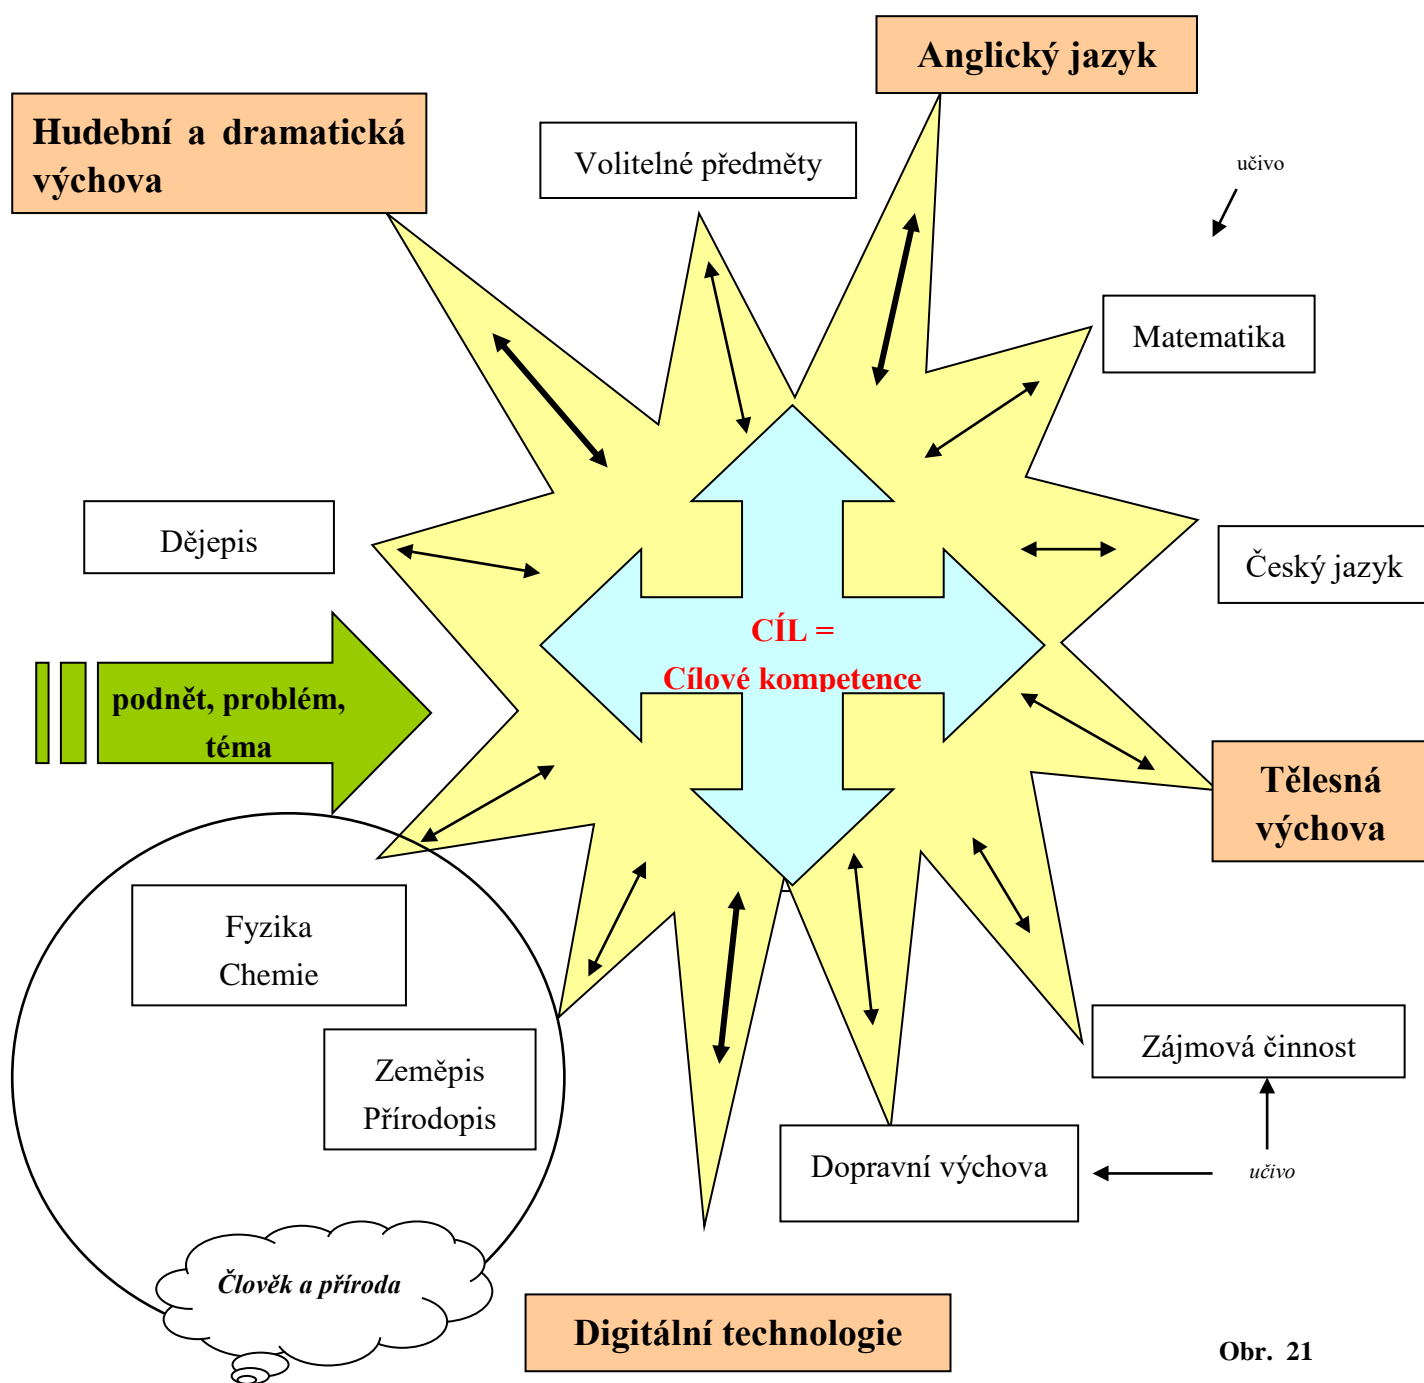 Anglický jazyk
Hudební a dramatická
výchova
Volitelné předměty
učivo
Matematika
Dějepis
Český jazyk
CÍL =
Cílové kompetence
podnět, problém,
téma
Tělesná
výchova
Fyzika
Chemie
Zeměpis
Přírodopis
Zájmová činnost
Dopravní výchova
učivo
Člověk a příroda
Digitální technologie
Obr. 21